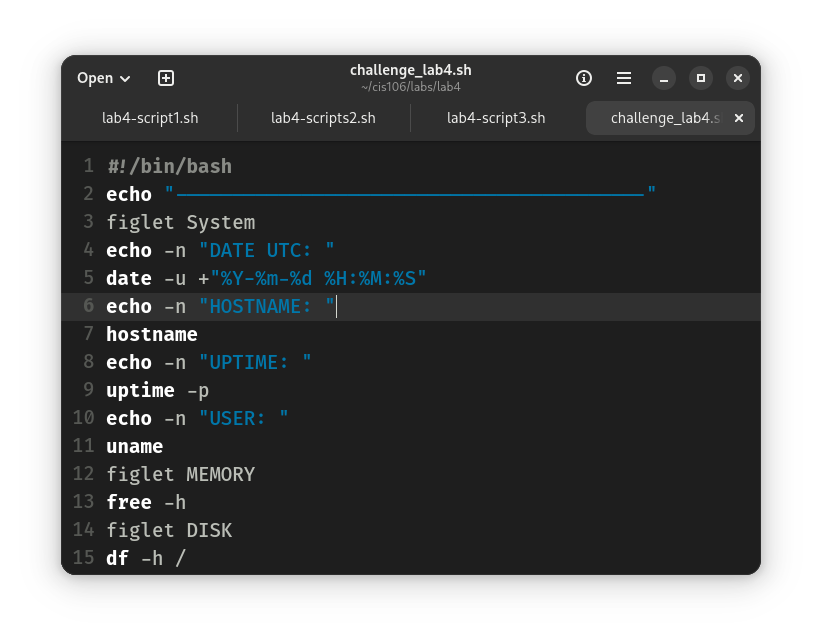 Open
challenge_lab4.sh
~/cis106/labs/lab4
lab4-script1.sh
lab4-scripts2.sh
lab4-script3.sh
challenge_lab4.s
1 #!/bin/bash
2 echo "─────────────────────────────────────────"
3 figlet System
4 echo -n "DATE UTC: "
5 date -u +"%Y-%m-%d %H:%M:%S"
6 echo -n "HOSTNAME: "
7 hostname
8 echo -n "UPTIME: "
9 uptime -p
10 echo -n "USER: "
11 uname
12 figlet MEMORY
13 free -h
14 figlet DISK
15 df -h /